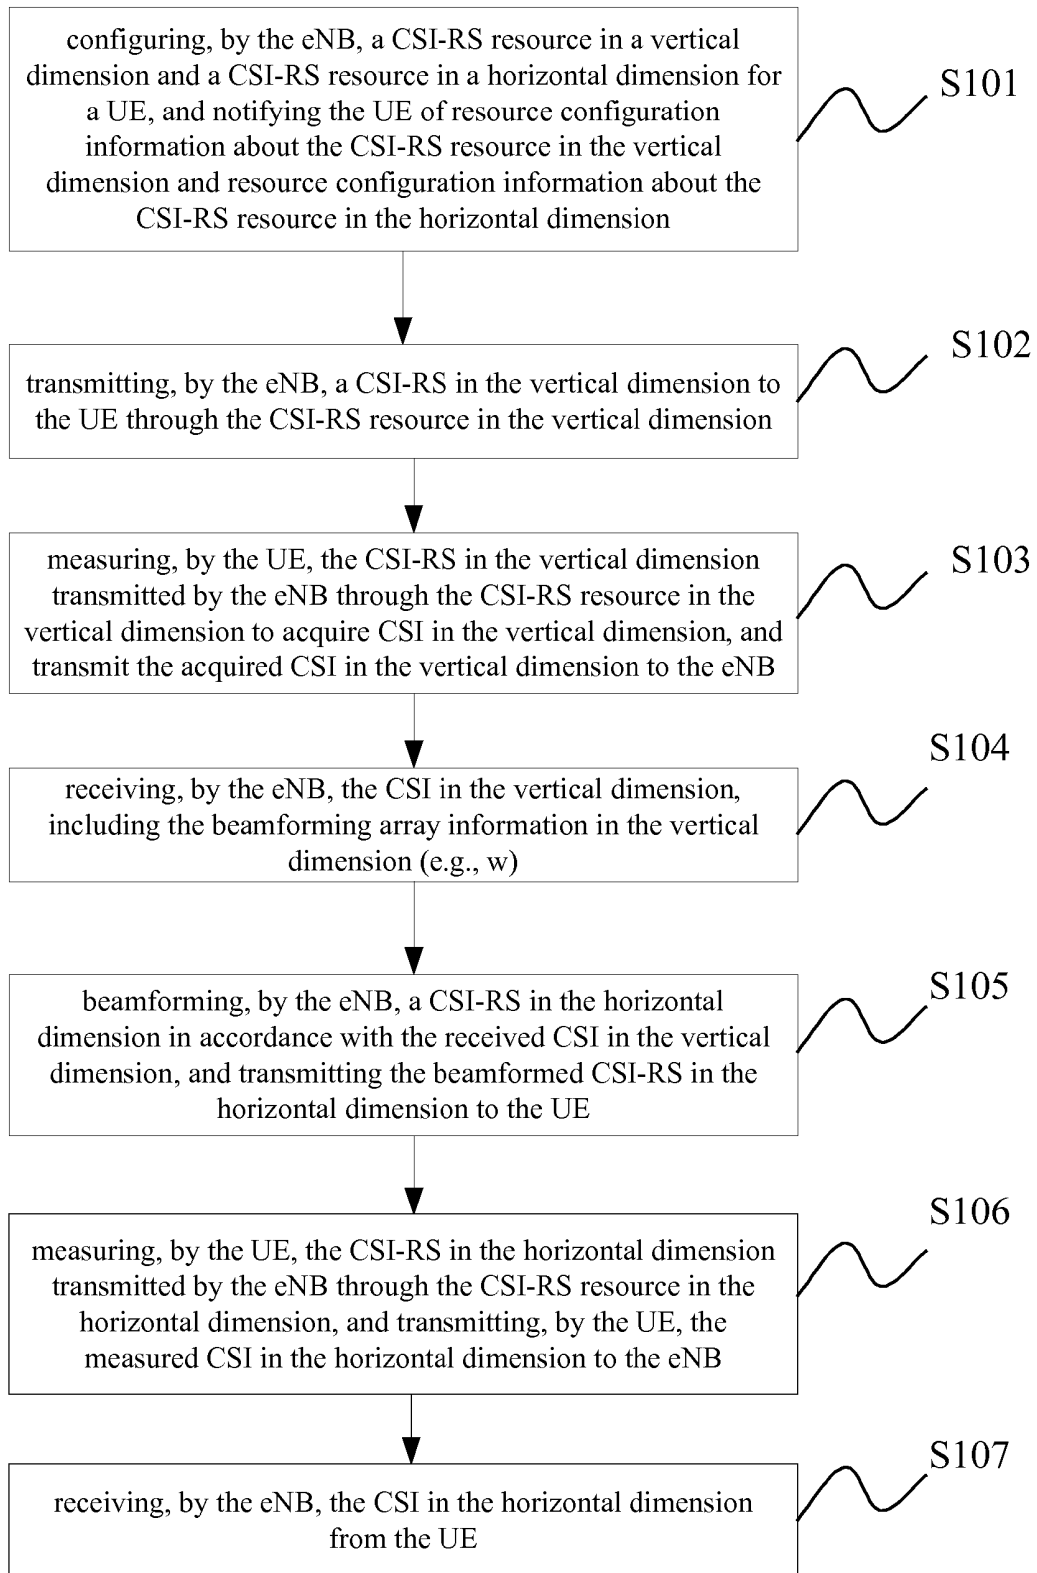 configuring, by the eNB, a CSI-RS resource in a vertical
dimension and a CSI-RS resource in a horizontal dimension for
a UE, and notifying the UE of resource configuration
information about the CSI-RS resource in the vertical
dimension and resource configuration information about the
CSI-RS resource in the horizontal dimension
S101
transmitting, by the eNB, a CSI-RS in the vertical dimension to
the UE through the CSI-RS resource in the vertical dimension
S102
measuring, by the UE, the CSI-RS in the vertical dimension
transmitted by the eNB through the CSI-RS resource in the
vertical dimension to acquire CSI in the vertical dimension, and
transmit the acquired CSI in the vertical dimension to the eNB
S103
receiving, by the eNB, the CSI in the vertical dimension,
including the beamforming array information in the vertical
dimension (e.g., w)
S104
beamforming, by the eNB, a CSI-RS in the horizontal
dimension in accordance with the received CSI in the vertical
dimension, and transmitting the beamformed CSI-RS in the
horizontal dimension to the UE
S105
measuring, by the UE, the CSI-RS in the horizontal dimension
transmitted by the eNB through the CSI-RS resource in the
horizontal dimension, and transmitting, by the UE, the
measured CSI in the horizontal dimension to the eNB
S106
receiving, by the eNB, the CSI in the horizontal dimension
from the UE
S107